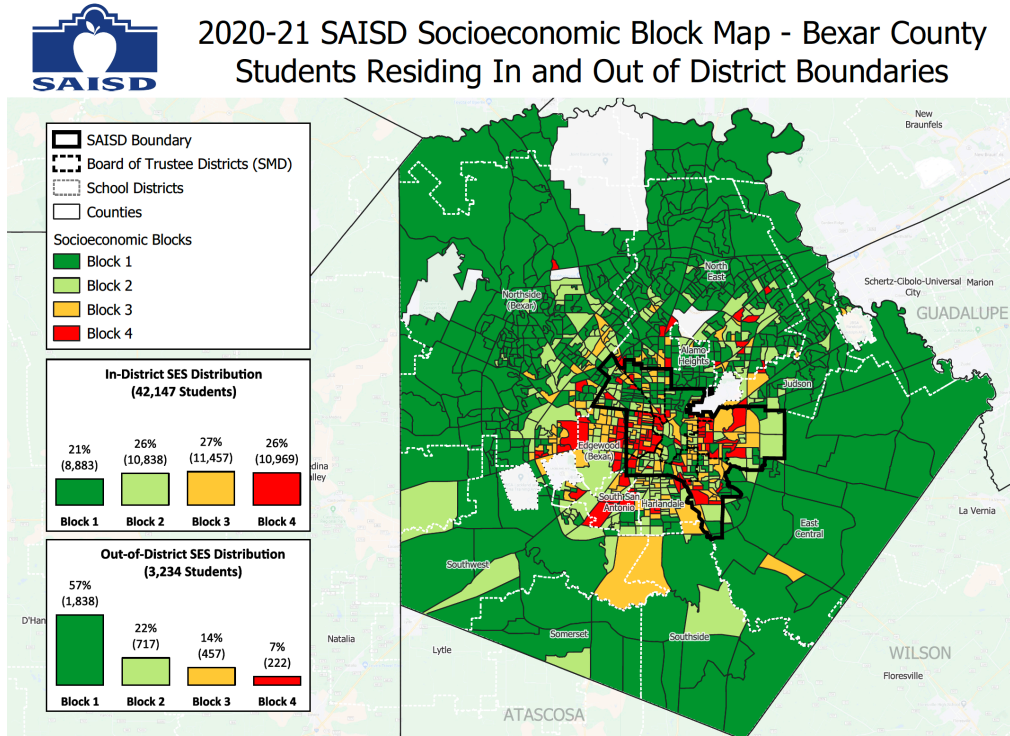 SAISD
2020-21 SAISD Socioeconomic Block Map - Bexar County
Students Residing In and Out of District Boundaries
SAISD Boundary
Board of Trustee Districts (SMD)
School Districts
Counties
Socioeconomic Blocks
Block 1
Block 2
Block 3
Block 4
In-District SES Distribution
(42,147 Students)
21%
(8,883)
26%
(10,838)
27%
(11,457)
26%
(10,969)
Block 1
Block 2
Block 3
Block 4
Out-of-District SES Distribution
(3,234 Students)
57%
(1,838)
22%
(717)
14%
(457)
7%
(222)
Block 1
Block 2
Block 3
Block 4
New
Braunfels
North
East
Northside
(Bexar)
Schertz-Cibolo-Universal
City
Marion
GUADALUPE
Alamo
Heights
Judson
Edgewood
(Bexar)
South San
Antonio
Harlandale
East
Central
La Vernia
dina
alley
Southwest
D'Han
Natalia
Lytle
Somerset
Southside
WILSON
Floresville
ATASCOSA